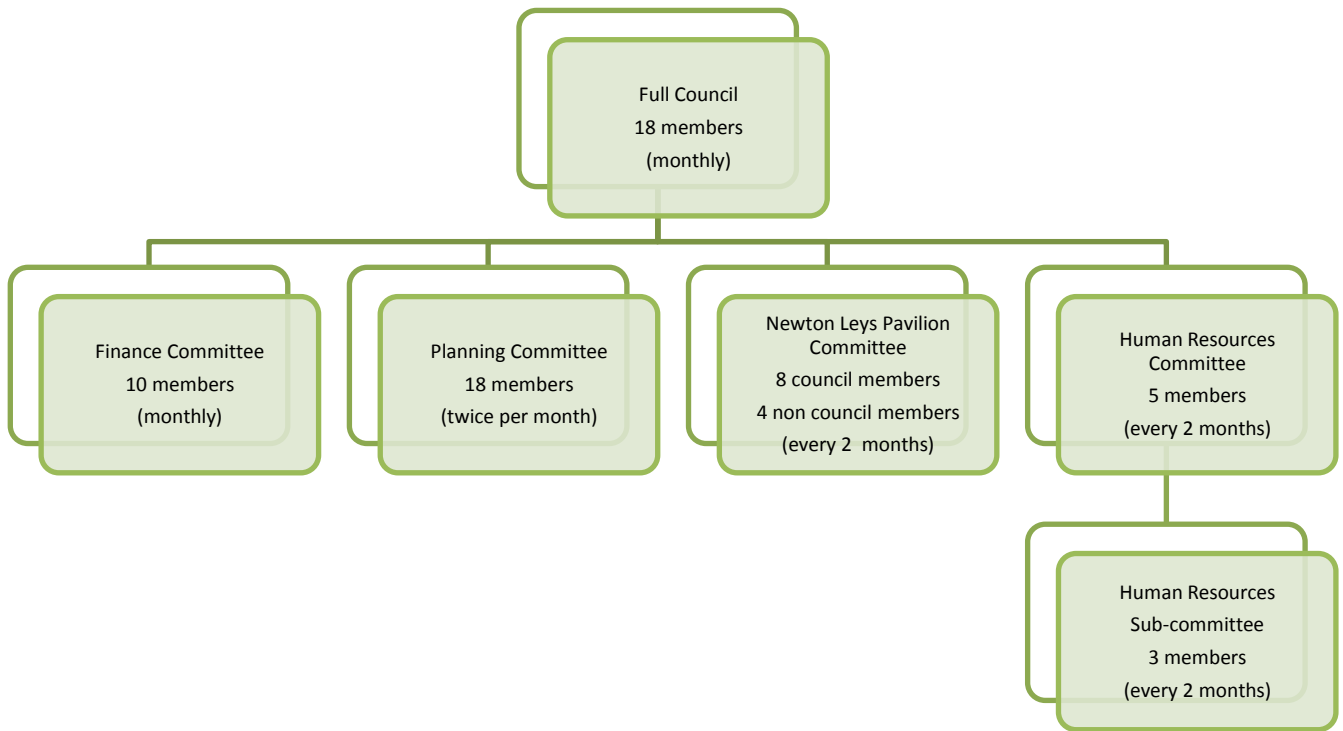 Full Council
18 members
(monthly)
Finance Committee
10 members
(monthly)
Planning Committee
18 members
(twice per month)
Newton Leys Pavilion
Committee
8 council members
4 non council members
(every 2  months)
Human Resources
Committee
5 members
(every 2 months)
Human Resources
Sub-committee
3 members
(every 2 months)